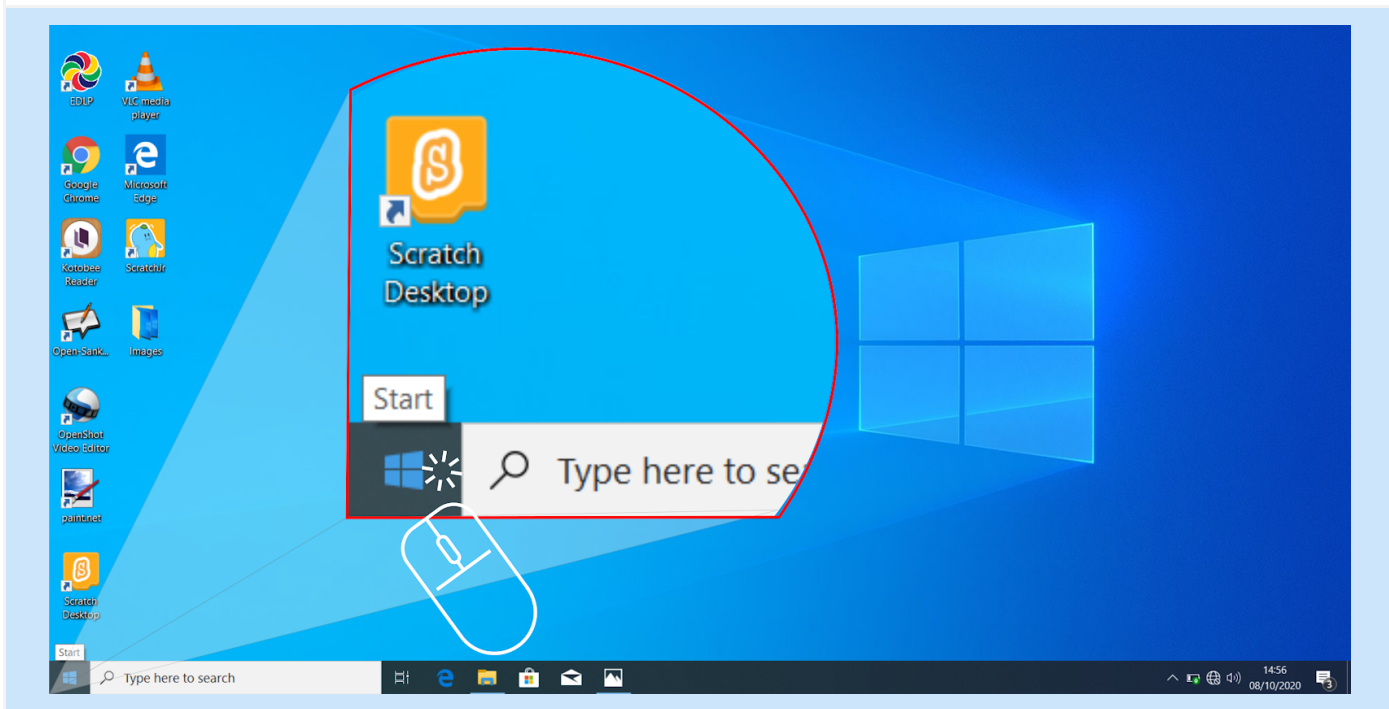 EDLP
VLC media
player
Google
Chrome
Microsoft
Edge
Kotobee
Reader
ScratchJr
Open-Sank...
Images
OpenShot
Video Editor
paint.net
Scratch
Desktop
Start
Type here to search
Scratch
Desktop
Start
Type here to se
14:56
08/10/2020
3